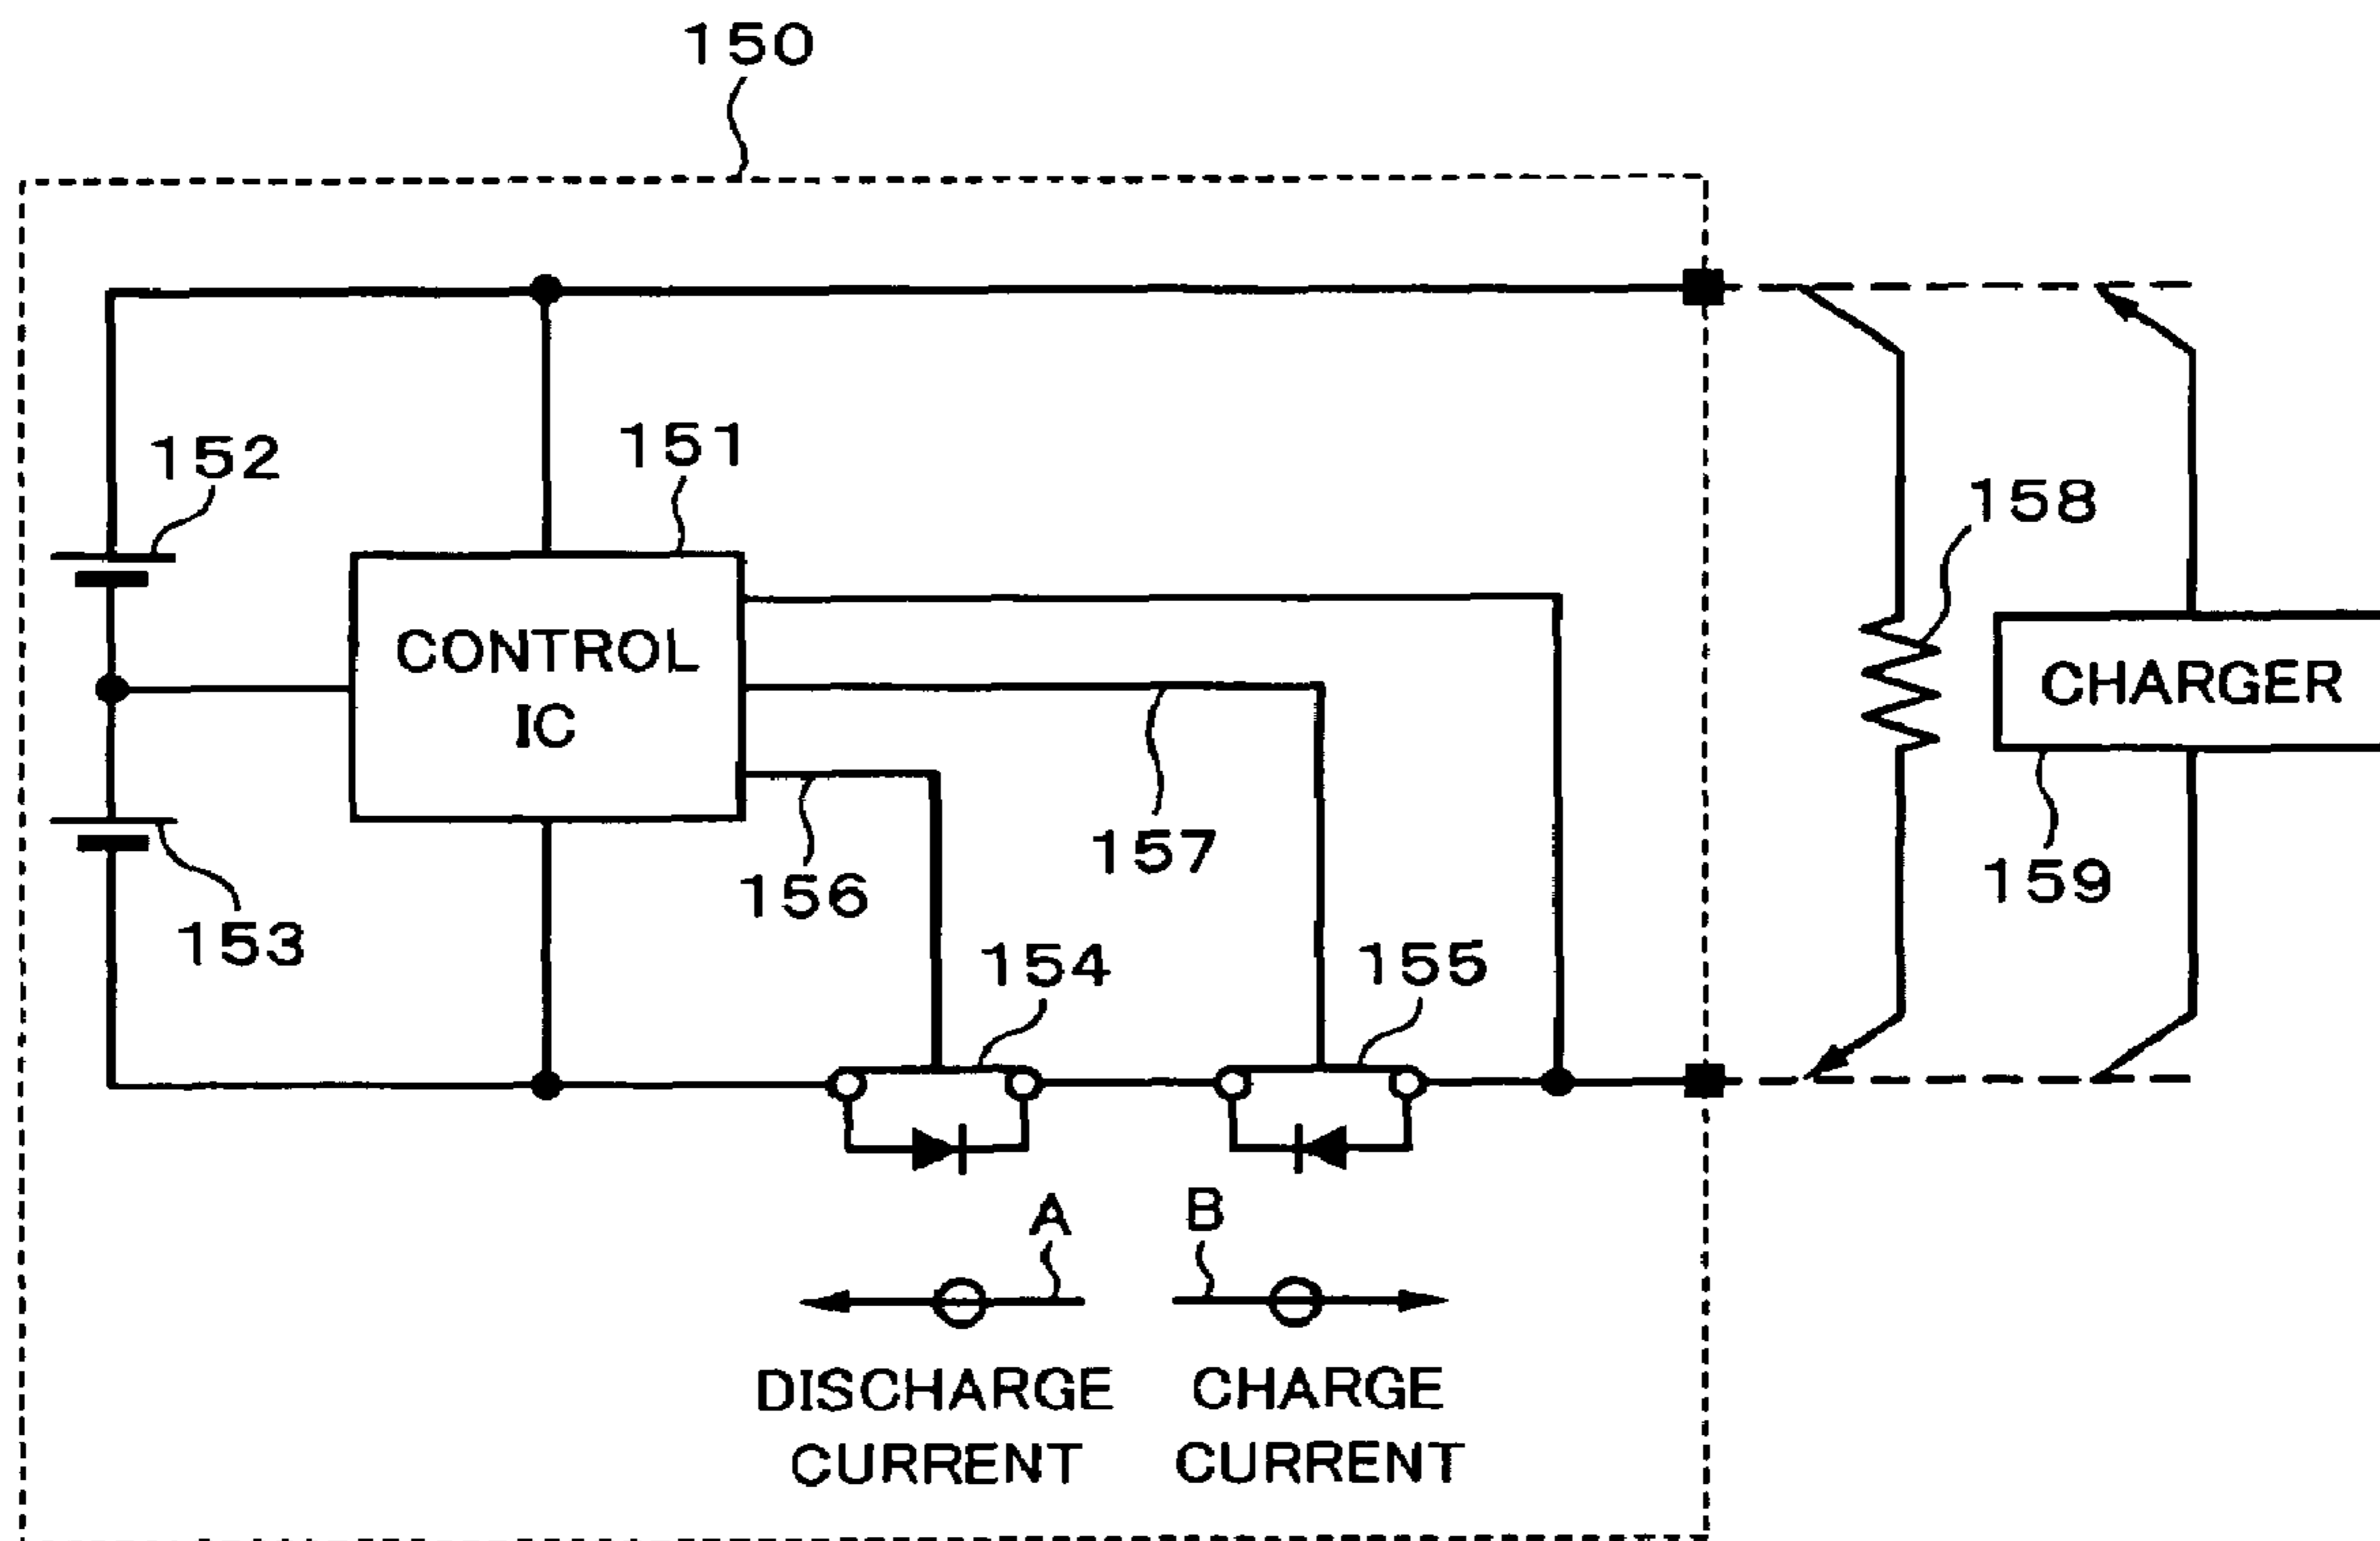 150
152
151
158
CONTROL
IC
CHARGER
157
159
156
153
154
155
A
B
DISCHARGE
CURRENT
CHARGE
CURRENT